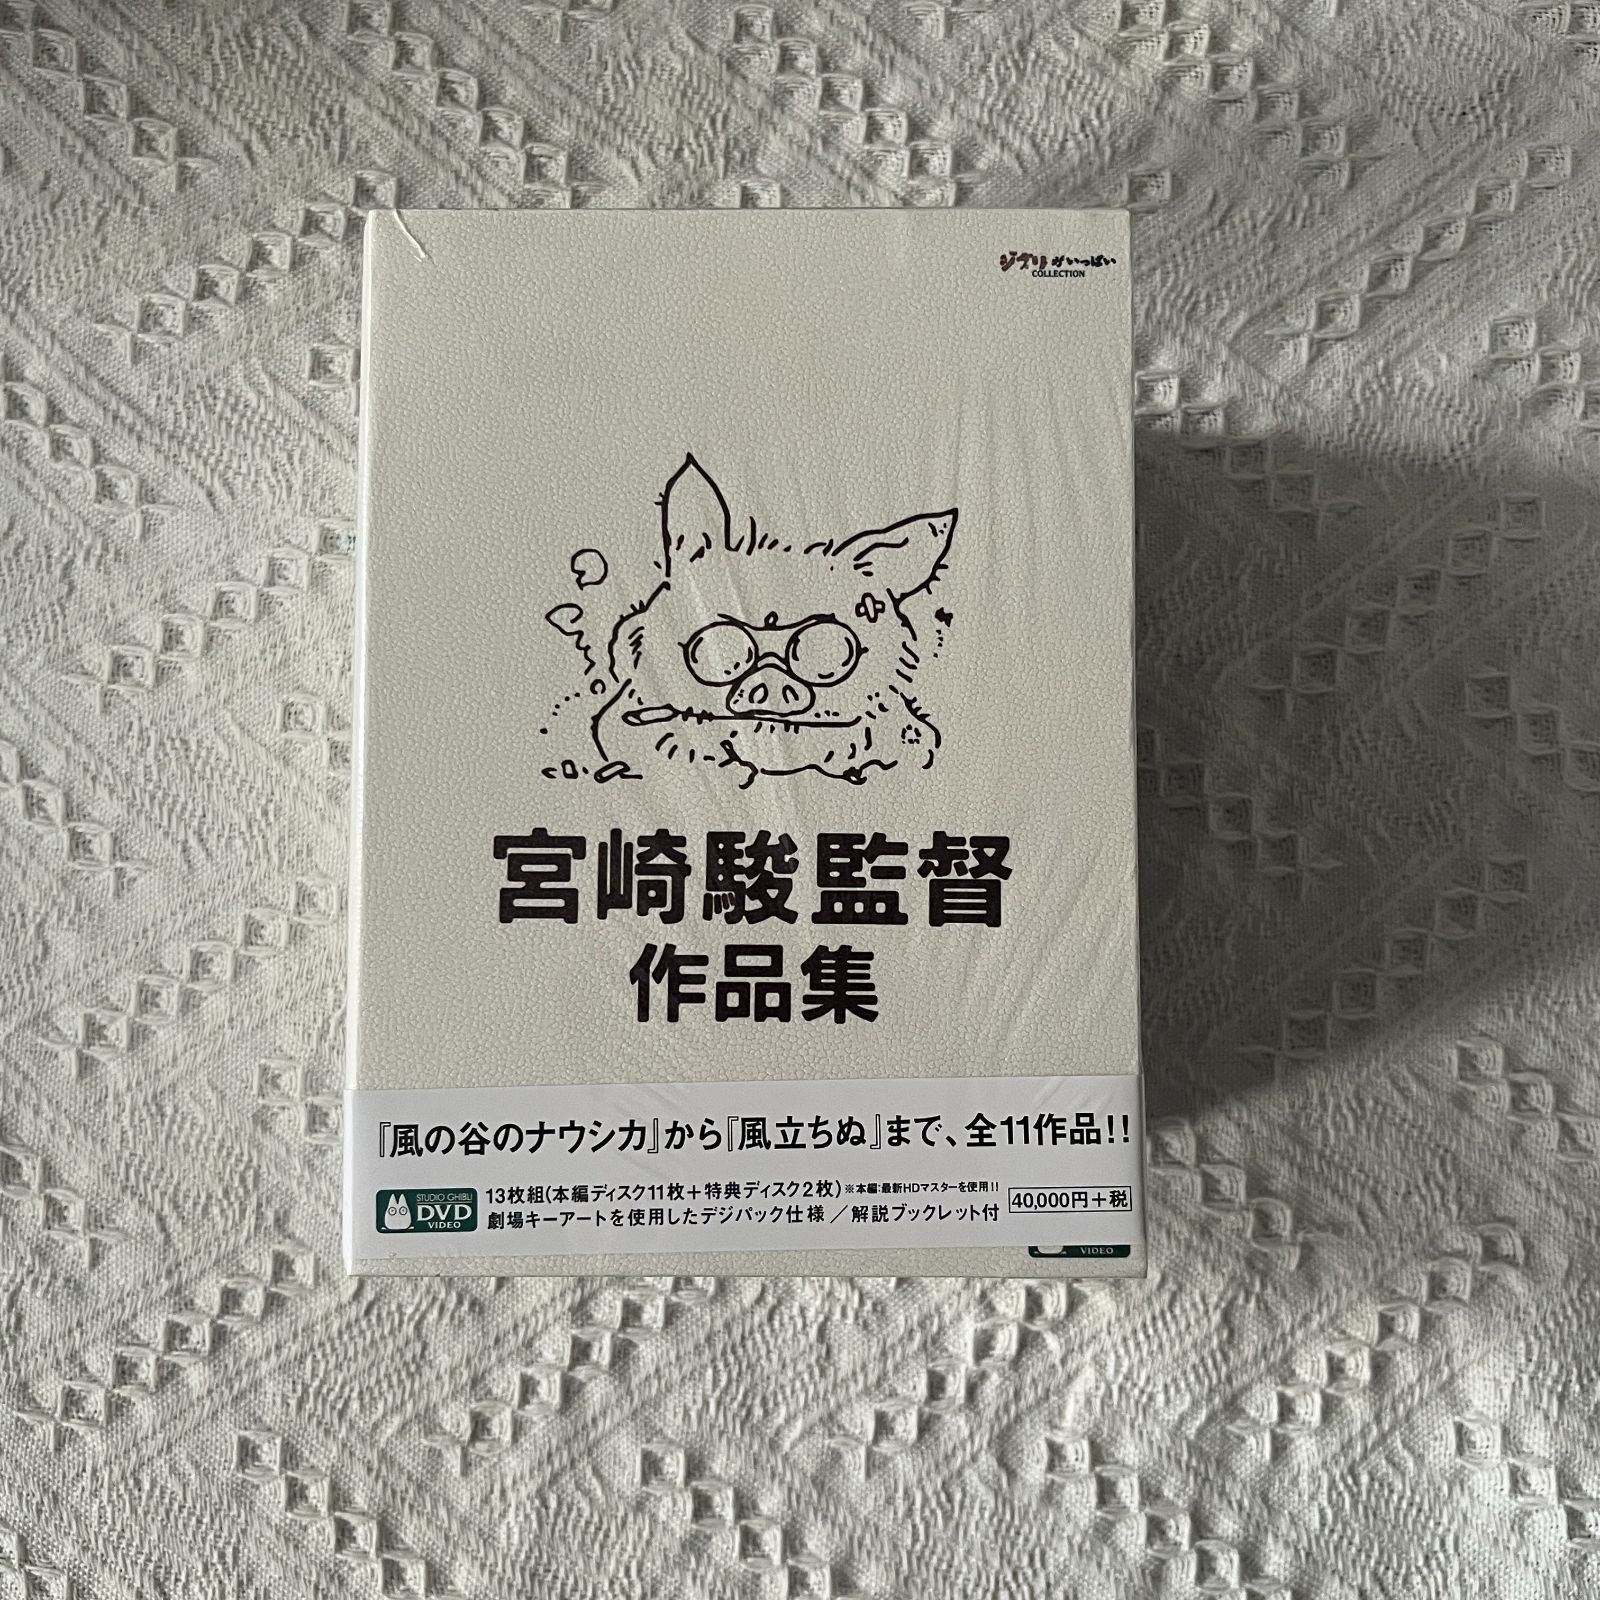 ジブリがいっぱい
COLLECTION
宮崎駿監督
作品集
『風の谷のナウシカ』から『風立ちぬ』まで、全11作品!!
STUDIO GHIBLI
DVD
VIDEO
13枚組(本編ディスク11枚＋特典ディスク2枚)※本編:最新HDマスターを使用!!
劇場キーアートを使用したデジパック仕様／解説ブックレット付
40,000円＋税
VIDEO